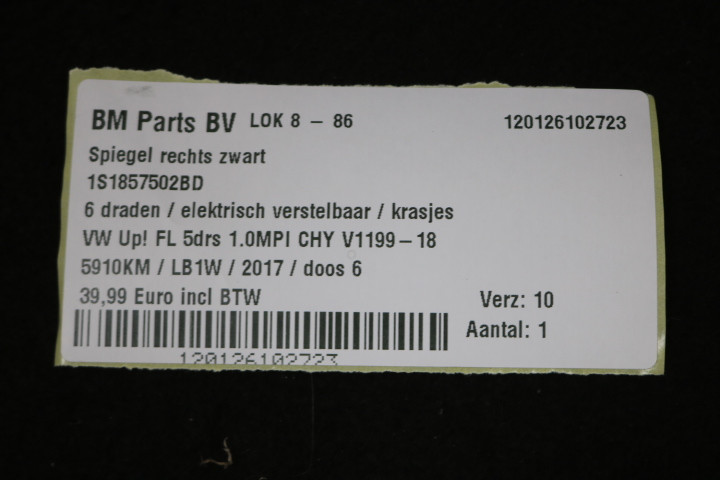 BM Parts BV LOK 8 – 86 120126102723
Spiegel rechts zwart
1S1857502BD
6 draden / elektrisch verstelbaar / krasjes
VW Up! FL 5drs 1.0MPI CHY V1199 – 18
5910KM / LB1W / 2017 / doos 6
39,99 Euro incl BTW Verz: 10
Aantal: 1
120126102723